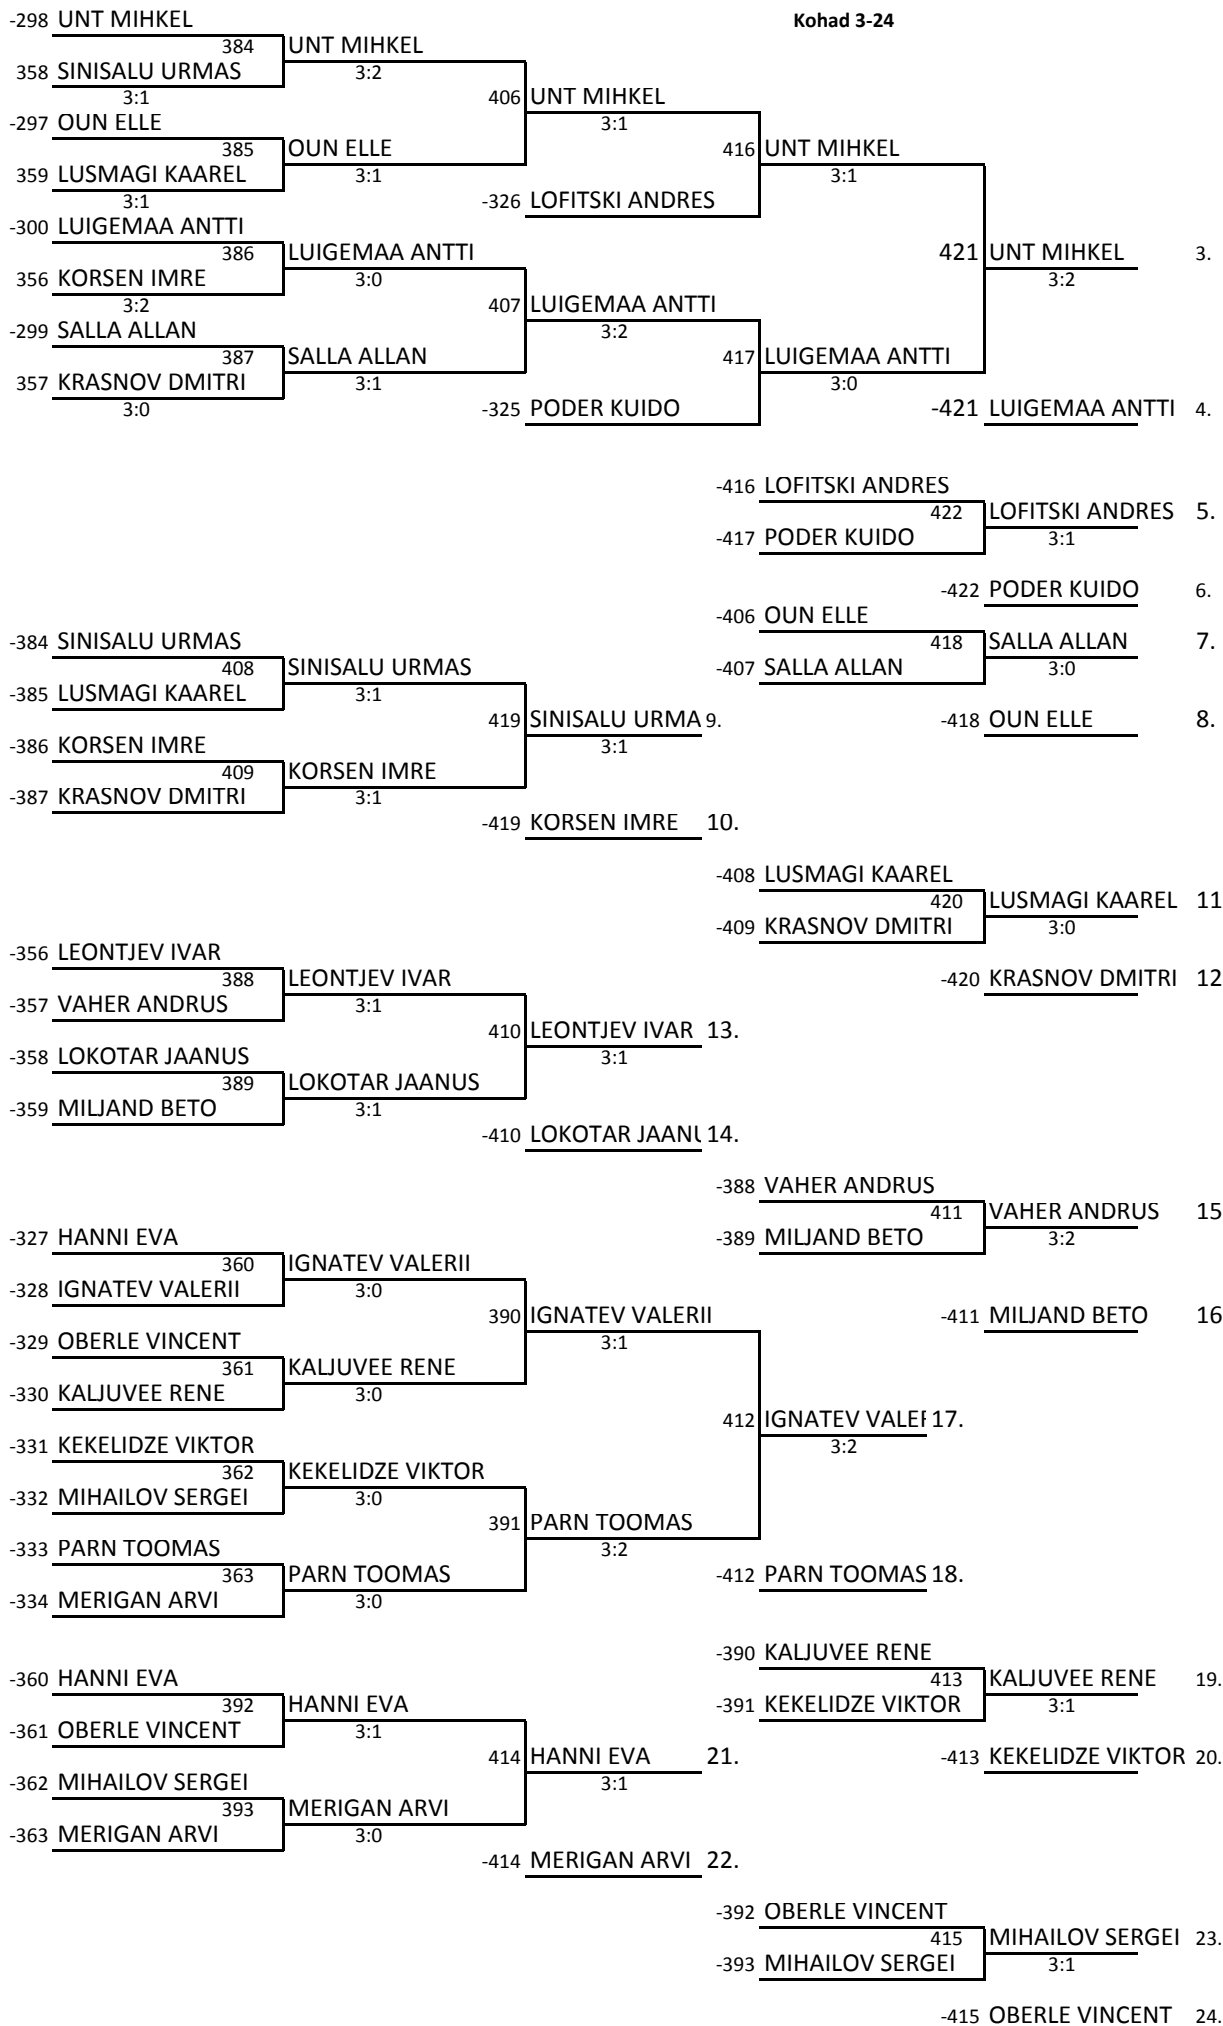 Kohad 3-24
-298 UNT MIHKEL
384 UNT MIHKEL
358 SINISALU URMAS 3:2
3:1 406 UNT MIHKEL
-297 OUN ELLE 3:1
385 OUN ELLE 416 UNT MIHKEL
359 LUSMAGI KAAREL 3:1 3:1
3:1 -326 LOFITSKI ANDRES
-300 LUIGEMAA ANTTI
386 LUIGEMAA ANTTI 421 UNT MIHKEL 3.
356 KORSEN IMRE 3:0 3:2
3:2 407 LUIGEMAA ANTTI
-299 SALLA ALLAN 3:2
387 SALLA ALLAN 417 LUIGEMAA ANTTI
357 KRASNOV DMITRI 3:1 3:0
3:0 -325 PODER KUIDO -421 LUIGEMAA ANTTI 4.
-416 LOFITSKI ANDRES
422 LOFITSKI ANDRES 5.
-417 PODER KUIDO 3:1
-422 PODER KUIDO 6.
-406 OUN ELLE
-384 SINISALU URMAS 418 SALLA ALLAN 7.
408 SINISALU URMAS -407 SALLA ALLAN 3:0
-385 LUSMAGI KAAREL 3:1
419 SINISALU URMA 9. -418 OUN ELLE 8.
-386 KORSEN IMRE 3:1
409 KORSEN IMRE
-387 KRASNOV DMITRI 3:1
-419 KORSEN IMRE 10.
-408 LUSMAGI KAAREL
420 LUSMAGI KAAREL 11
-409 KRASNOV DMITRI 3:0
-356 LEONTJEV IVAR
388 LEONTJEV IVAR -420 KRASNOV DMITRI 12
-357 VAHER ANDRUS 3:1
410 LEONTJEV IVAR 13.
-358 LOKOTAR JAANUS 3:1
389 LOKOTAR JAANUS
-359 MILJAND BETO 3:1
-410 LOKOTAR JAANU 14.
-388 VAHER ANDRUS
411 VAHER ANDRUS 15
-327 HANNI EVA -389 MILJAND BETO 3:2
360 IGNATEV VALERII
-328 IGNATEV VALERII 3:0
390 IGNATEV VALERII -411 MILJAND BETO 16
-329 OBERLE VINCENT 3:1
361 KALJUVEE RENE
-330 KALJUVEE RENE 3:0
412 IGNATEV VALER 17.
-331 KEKELIDZE VIKTOR 3:2
362 KEKELIDZE VIKTOR
-332 MIHAILOV SERGEI 3:0
391 PARN TOOMAS
-333 PARN TOOMAS 3:2
363 PARN TOOMAS -412 PARN TOOMAS 18.
-334 MERIGAN ARVI 3:0
-390 KALJUVEE RENE
-360 HANNI EVA 413 KALJUVEE RENE 19.
392 HANNI EVA -391 KEKELIDZE VIKTOR 3:1
-361 OBERLE VINCENT 3:1
414 HANNI EVA 21. -413 KEKELIDZE VIKTOR 20.
-362 MIHAILOV SERGEI 3:1
393 MERIGAN ARVI
-363 MERIGAN ARVI 3:0
-414 MERIGAN ARVI 22.
-392 OBERLE VINCENT
415 MIHAILOV SERGEI 23.
-393 MIHAILOV SERGEI 3:1
-415 OBERLE VINCENT 24.